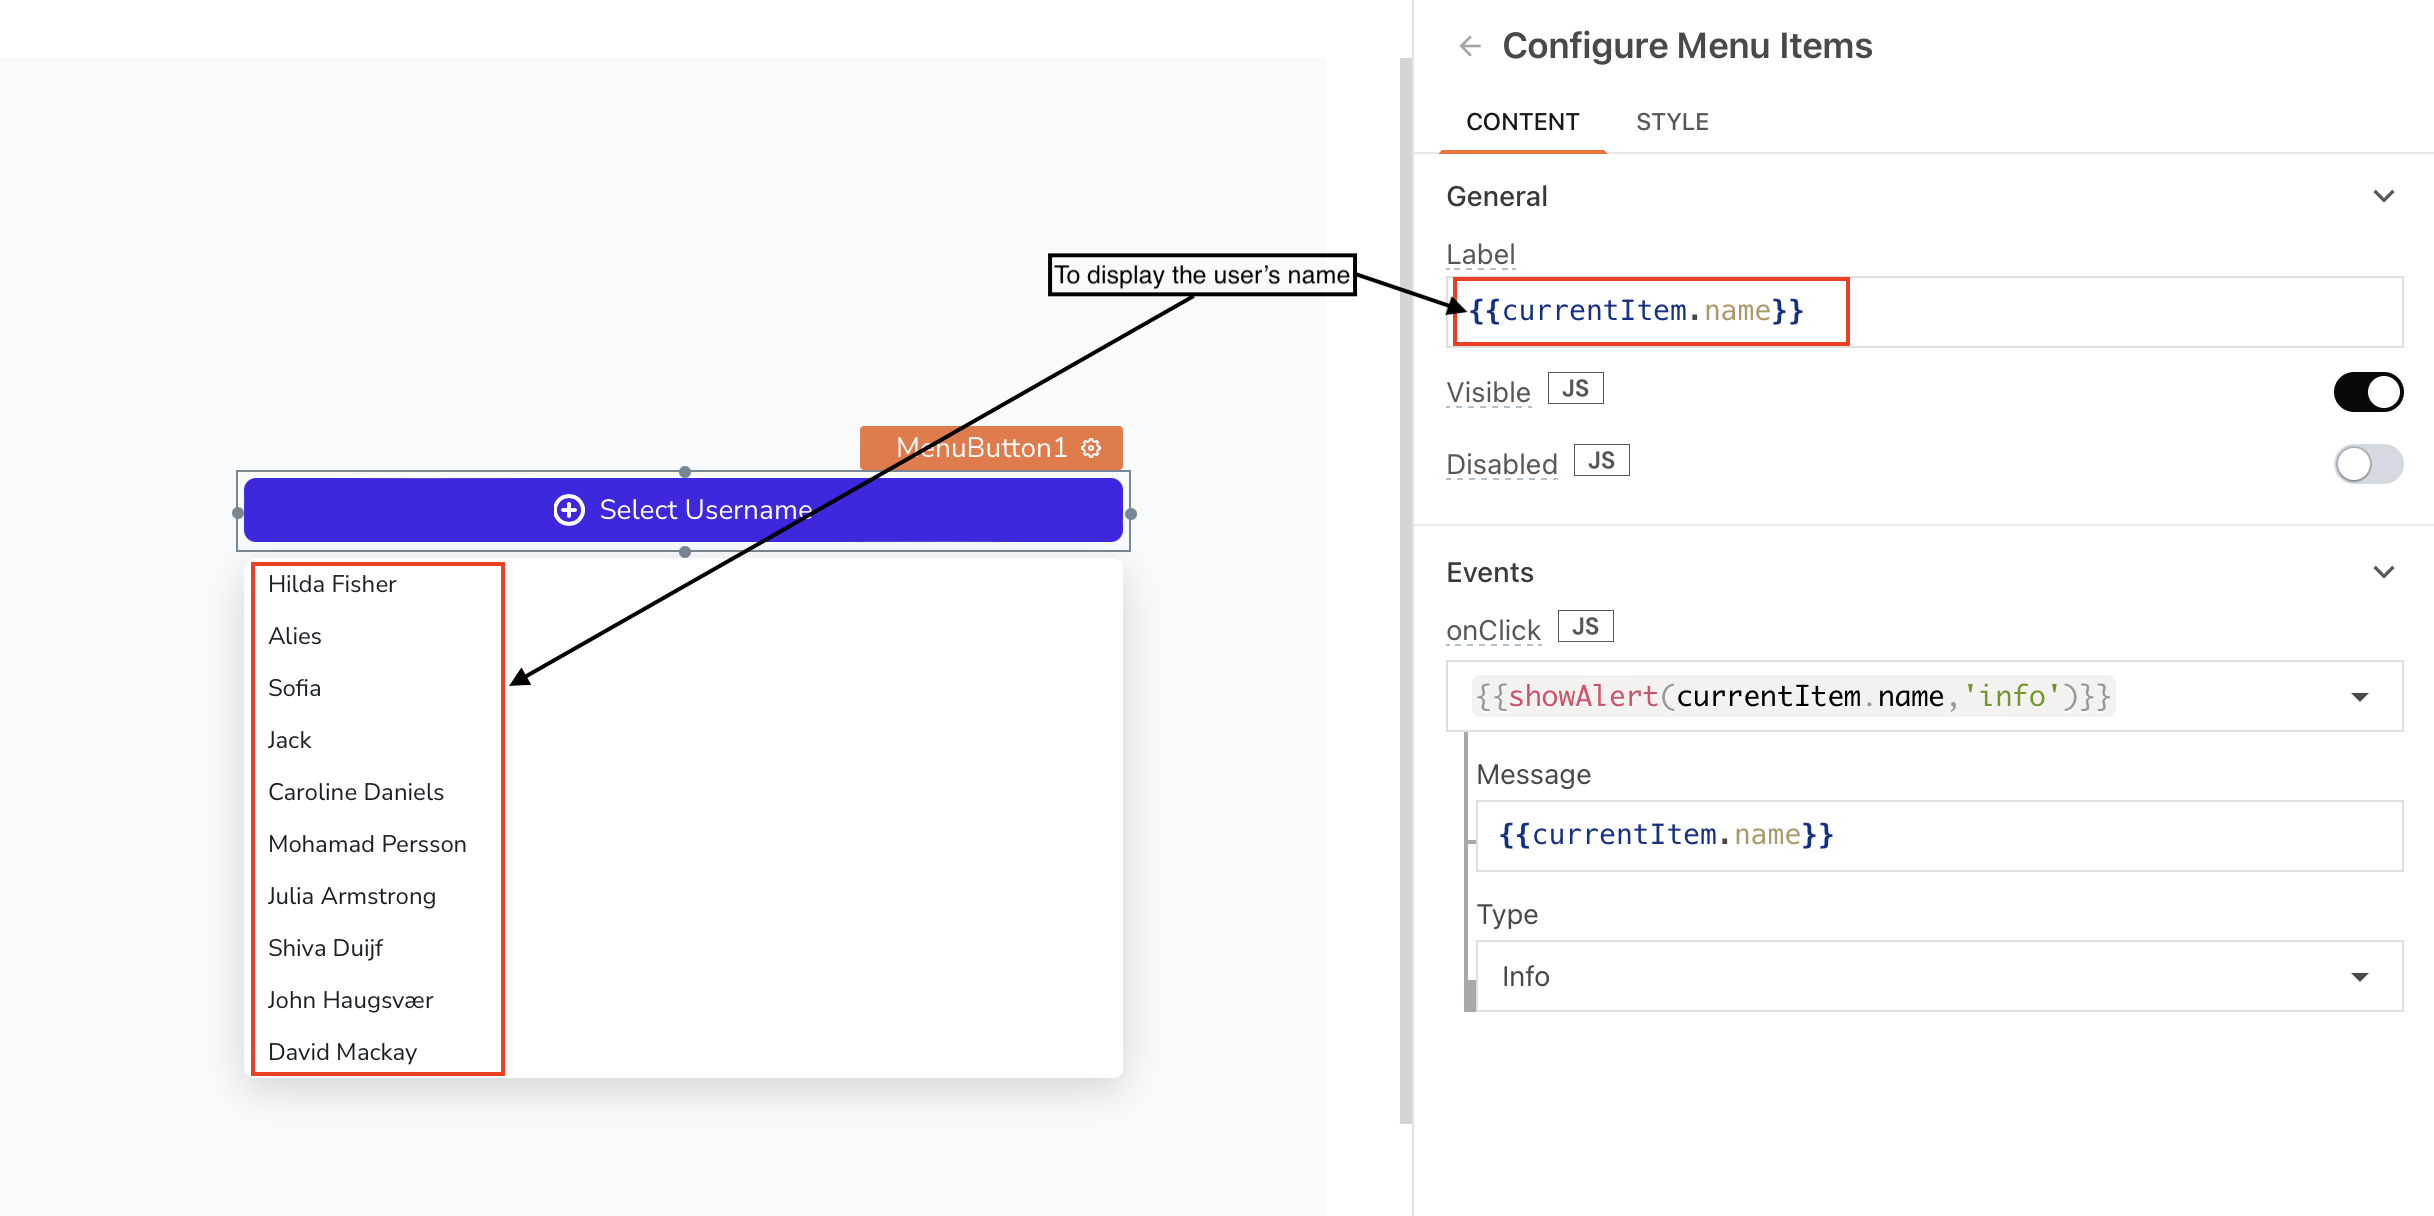 Configure Menu Items
CONTENT
STYLE
General
Label
To display the user's name
{{currentItem.name}}
Visible
JS
Disabled
JS
MenuButton1
Select Username
Hilda Fisher
Alies
Sofia
Jack
Caroline Daniels
Mohamad Persson
Julia Armstrong
Shiva Duijf
John Haugsvær
David Mackay
Events
onClick
JS
{{showAlert(currentItem.name,'info')}}
Message
{{currentItem.name}}
Type
Info